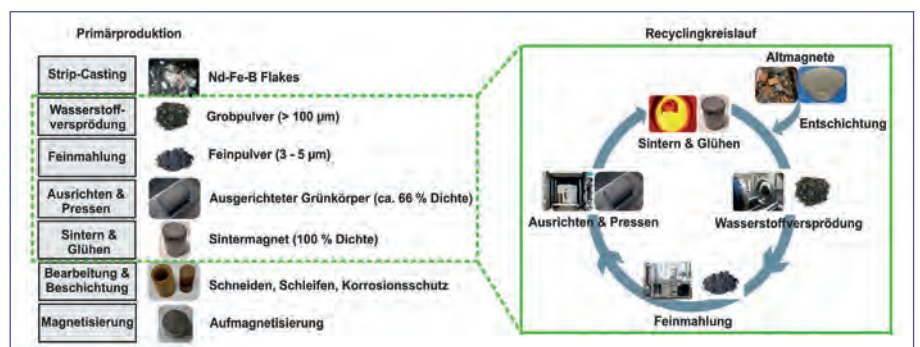 Primärproduktion
Strip-Casting
Nd-Fe-B Flakes
Wasserstoff-
versprödung
Grobpulver (> 100 µm)
Feinmahlung
Feinpulver (3 - 5 µm)
Ausrichten &
Pressen
Ausgerichteter Grünkörper (ca. 66 % Dichte)
Sintern &
Glühen
Sintermagnet (100 % Dichte)
Bearbeitung &
Beschichtung
Schneiden, Schleifen, Korrosionsschutz
Magnetisierung
Aufmagnetisierung
Recyclingkreislauf
Altmagnete
Entschichtung
Sintern & Glühen
Ausrichten & Pressen
Wasserstoffversprödung
Feinmahlung